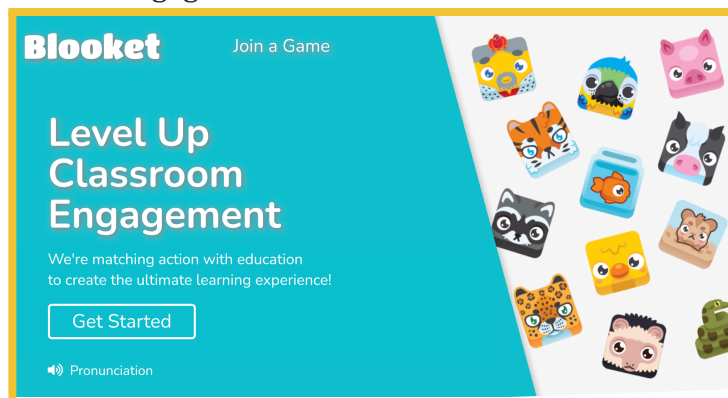 Blooket
Join a Game
Level Up
Classroom
Engagement
We're matching action with education
to create the ultimate learning experience!
Get Started
Pronunciation